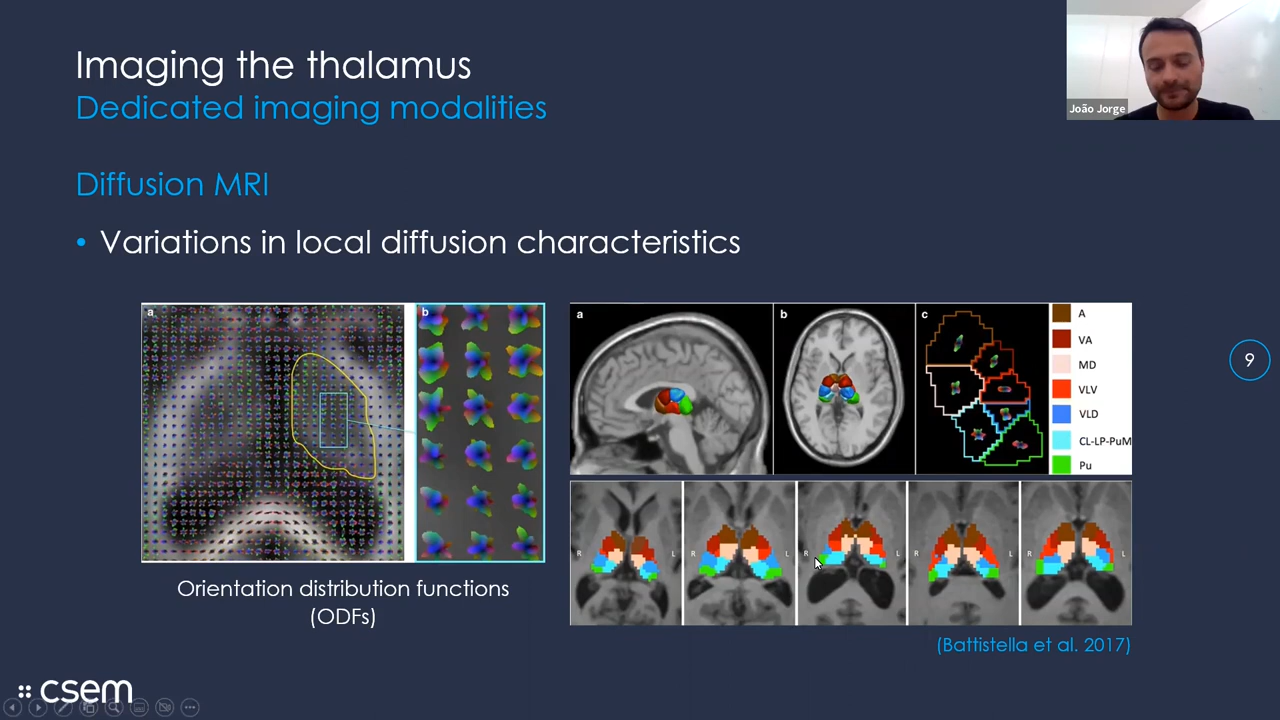 Imaging the thalamus
Dedicated imaging modalities
João Jorge
Diffusion MRI
• Variations in local diffusion characteristics
a
b
a
b
c
A
VA
MD
VLV
VLD
CL-LP-PuM
Pu
R
L
R
L
R
L
R
L
R
L
Orientation distribution functions
(ODFs)
(Battistella et al. 2017)
9
csem